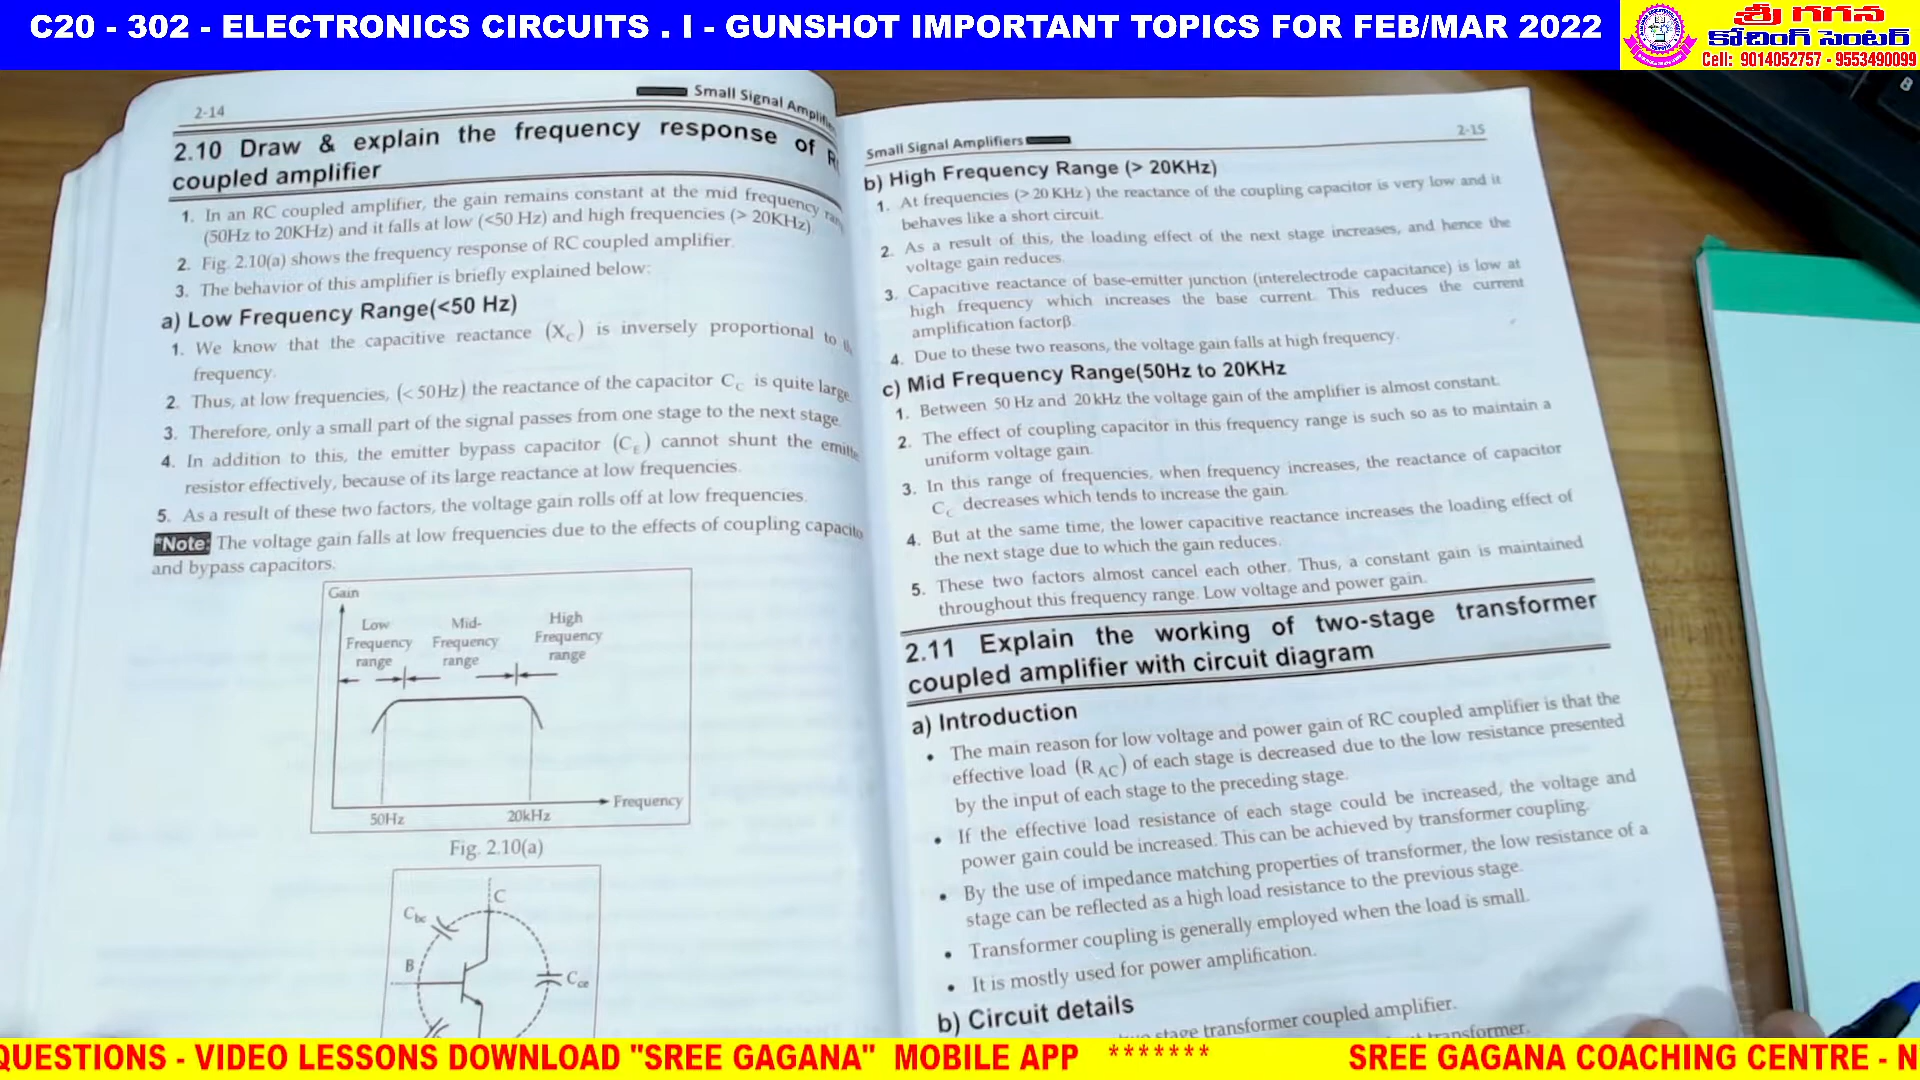 C20 - 302 - ELECTRONICS CIRCUITS . I - GUNSHOT IMPORTANT TOPICS FOR FEB/MAR 2022
శ్రీ గగన
కోచింగ్ సెంటర్
Cell: 9014052757 - 9553490099
2-14
Small Signal Amplifie
2.10 Draw & explain the frequency response of R
coupled amplifier
1. In an RC coupled amplifier, the gain remains constant at the mid frequency ran
(50Hz to 20KHz) and it falls at low (<50 Hz) and high frequencies (> 20KHz)
2. Fig. 2.10(a) shows the frequency response of RC coupled amplifier.
3. The behavior of this amplifier is briefly explained below:
a) Low Frequency Range(<50 Hz)
1. We know that the capacitive reactance (XC) is inversely proportional to th
frequency.
2. Thus, at low frequencies, (<50Hz) the reactance of the capacitor CC is quite large
3. Therefore, only a small part of the signal passes from one stage to the next stage.
4. In addition to this, the emitter bypass capacitor (CE) cannot shunt the emitte
resistor effectively, because of its large reactance at low frequencies.
5. As a result of these two factors, the voltage gain rolls off at low frequencies.
*Note: The voltage gain falls at low frequencies due to the effects of coupling capacito
and bypass capacitors.
Gain
Low Frequency range
Mid- Frequency range
High Frequency range
50Hz
20kHz
Frequency
Fig. 2.10(a)
C
Cbc
B
Cce
Small Signal Amplifiers
2-15
b) High Frequency Range (> 20KHz)
1. At frequencies (> 20 KHz) the reactance of the coupling capacitor is very low and it
behaves like a short circuit.
2. As a result of this, the loading effect of the next stage increases, and hence the
voltage gain reduces.
3. Capacitive reactance of base-emitter junction (interelectrode capacitance) is low at
high frequency which increases the base current. This reduces the current
amplification factorβ.
4. Due to these two reasons, the voltage gain falls at high frequency.
c) Mid Frequency Range(50Hz to 20KHz
1. Between 50 Hz and 20kHz the voltage gain of the amplifier is almost constant.
2. The effect of coupling capacitor in this frequency range is such so as to maintain a
uniform voltage gain.
3. In this range of frequencies, when frequency increases, the reactance of capacitor
CC decreases which tends to increase the gain.
4. But at the same time, the lower capacitive reactance increases the loading effect of
the next stage due to which the gain reduces.
5. These two factors almost cancel each other. Thus, a constant gain is maintained
throughout this frequency range. Low voltage and power gain.
2.11 Explain the working of two-stage transformer
coupled amplifier with circuit diagram
a) Introduction
• The main reason for low voltage and power gain of RC coupled amplifier is that the
effective load (RAC) of each stage is decreased due to the low resistance presented
by the input of each stage to the preceding stage.
• If the effective load resistance of each stage could be increased, the voltage and
power gain could be increased. This can be achieved by transformer coupling.
• By the use of impedance matching properties of transformer, the low resistance of a
stage can be reflected as a high load resistance to the previous stage.
• Transformer coupling is generally employed when the load is small.
• It is mostly used for power amplification.
b) Circuit details
stage transformer coupled amplifier.
transformer.
QUESTIONS - VIDEO LESSONS DOWNLOAD "SREE GAGANA" MOBILE APP ******* SREE GAGANA COACHING CENTRE - N